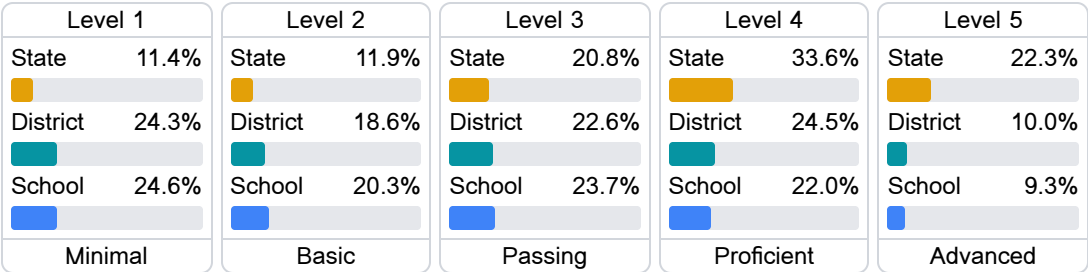 Level 1
State 11.4%
District 24.3%
School 24.6%
Minimal
Level 2
State 11.9%
District 18.6%
School 20.3%
Basic
Level 3
State 20.8%
District 22.6%
School 23.7%
Passing
Level 4
State 33.6%
District 24.5%
School 22.0%
Proficient
Level 5
State 22.3%
District 10.0%
School 9.3%
Advanced